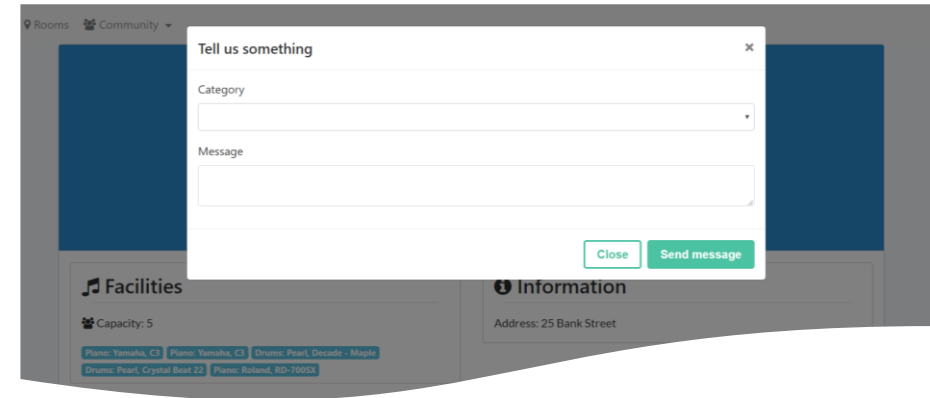 Rooms Community
Tell us something ×
Category
Message
Close Send message
Facilities Information
Capacity: 5 Address: 25 Bank Street
Piano: Yamaha, C3 Piano: Yamaha, C3 Drums: Pearl, Decade - Maple
Drums: Pearl, Crystal Beat 22 Piano: Roland, RD-700SX